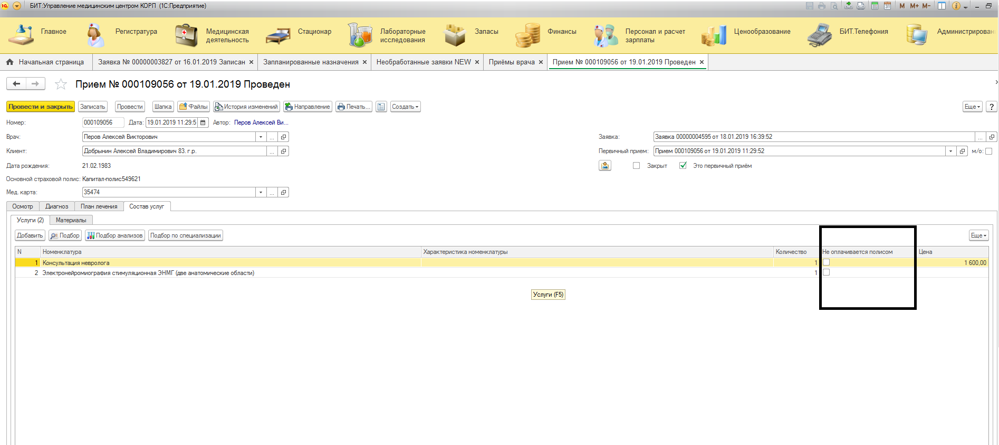 БИТ:Управление медицинским центром КОРП (1С:Предприятие)
M M+ M-
Главное
Регистратура
Медицинская деятельность
Стационар
Лабораторные исследования
Запасы
Финансы
Персонал и расчет зарплаты
Ценообразование
БИТ.Телефония
Администрирован
Начальная страница
Заявка № 00000003827 от 16.01.2019 Записан ×
Запланированные назначения ×
Необработанные заявки NEW ×
Приёмы врача ×
Прием № 000109056 от 19.01.2019 Проведен ×
Прием № 000109056 от 19.01.2019 Проведен
Провести и закрыть
Записать
Провести
Шапка
Файлы
История изменений
Направление
Печать...
Создать
Еще
?
Номер: 000109056 Дата: 19.01.2019 11:29:5 Автор: Перов Алексей Ви...
Врач: Перов Алексей Викторович
Заявка: Заявка 00000004595 от 18.01.2019 16:39:52
Клиент: Добрынин Алексей Владимирович 83. г.р.
Первичный прием: Прием 000109056 от 19.01.2019 11:29:52 м/о:
Дата рождения: 21.02.1983
Закрыт Это первичный приём
Основной страховой полис: Капитал-полис549621
Мед. карта: 35474
Осмотр Диагноз План лечения Состав услуг
Услуги (2) Материалы
Добавить Подбор Подбор анализов Подбор по специализации Еще
N Номенклатура Характеристика номенклатуры Количество Не оплачивается полисом Цена
1 Консультация невролога 1 1 600,00
2 Электронейромиография стимуляционная ЭНМГ (две анатомические области) 1
Услуги (F5)